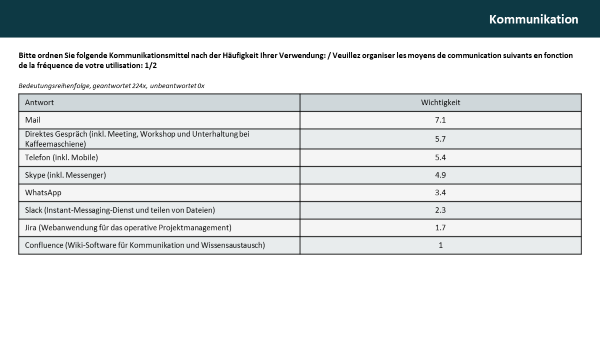 Kommunikation
Bitte ordnen Sie folgende Kommunikationsmittel nach der Häufigkeit Ihrer Verwendung: / Veuillez organiser les moyens de communication suivants en fonction
de la fréquence de votre utilisation: 1/2
Bedeutungsreihenfolge, geantwortet 224x, unbeantwortet 0x
Antwort Wichtigkeit
Mail 7.1
Direktes Gespräch (inkl. Meeting, Workshop und Unterhaltung bei
Kaffemaschiene) 5.7
Telefon (inkl. Mobile) 5.4
Skype (inkl. Messenger) 4.9
WhatsApp 3.4
Slack (Instant-Messaging-Dienst und teilen von Dateien) 2.3
Jira (Webanwendung für das operative Projektmanagement) 1.7
Confluence (Wiki-Software für Kommunikation und Wissensaustausch) 1